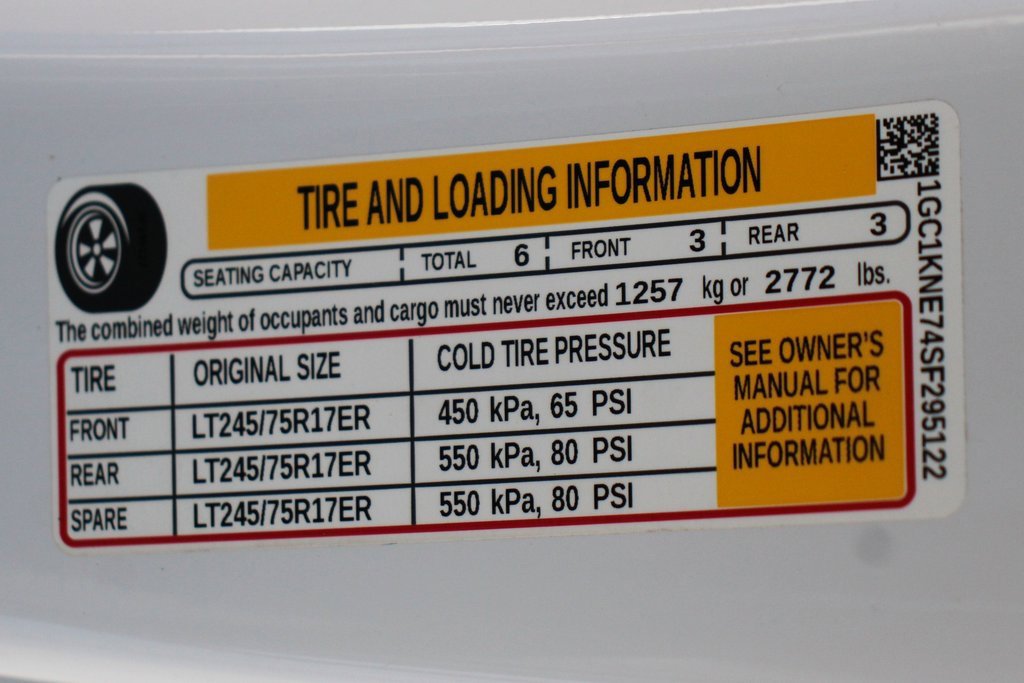 TIRE AND LOADING INFORMATION
SEATING CAPACITY TOTAL 6 FRONT 3 REAR 3
The combined weight of occupants and cargo must never exceed 1257 kg or 2772 lbs.
TIRE ORIGINAL SIZE COLD TIRE PRESSURE
FRONT LT245/75R17ER 450 kPa, 65 PSI
REAR LT245/75R17ER 550 kPa, 80 PSI
SPARE LT245/75R17ER 550 kPa, 80 PSI
SEE OWNER'S
MANUAL FOR
ADDITIONAL
INFORMATION
1GC1KNE74SF295122